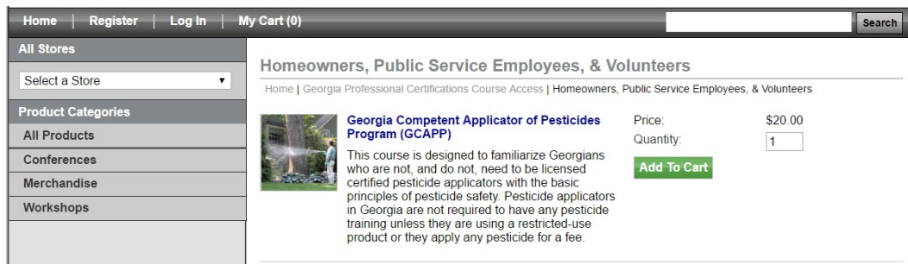 Home | Register | Log In | My Cart (0)
Search
All Stores
Select a Store
Product Categories
All Products
Conferences
Merchandise
Workshops
Homeowners, Public Service Employees, & Volunteers
Home | Georgia Professional Certifications Course Access | Homeowners, Public Service Employees, & Volunteers
Georgia Competent Applicator of Pesticides
Program (GCAPP)
This course is designed to familiarize Georgians
who are not, and do not, need to be licensed
certified pesticide applicators with the basic
principles of pesticide safety. Pesticide applicators
in Georgia are not required to have any pesticide
training unless they are using a restricted-use
product or they apply any pesticide for a fee.
Price: $20.00
Quantity: 1
Add To Cart